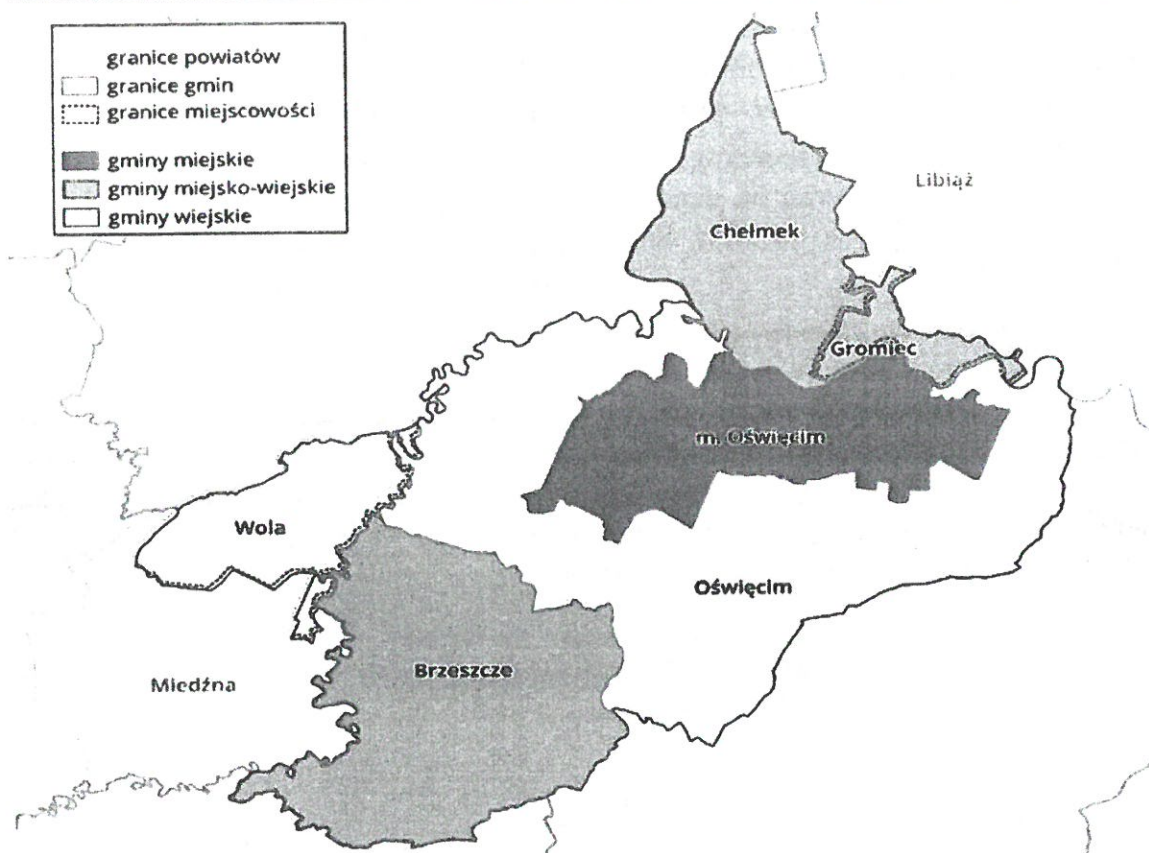 granice powiatów
granice gmin
granice miejscowości
gminy miejskie
gminy miejsko-wiejskie
gminy wiejskie
Libiąż
Chełmek
Gromiec
m. Oświęcim
Wola
Oświęcim
Brzeszcze
Miedźna